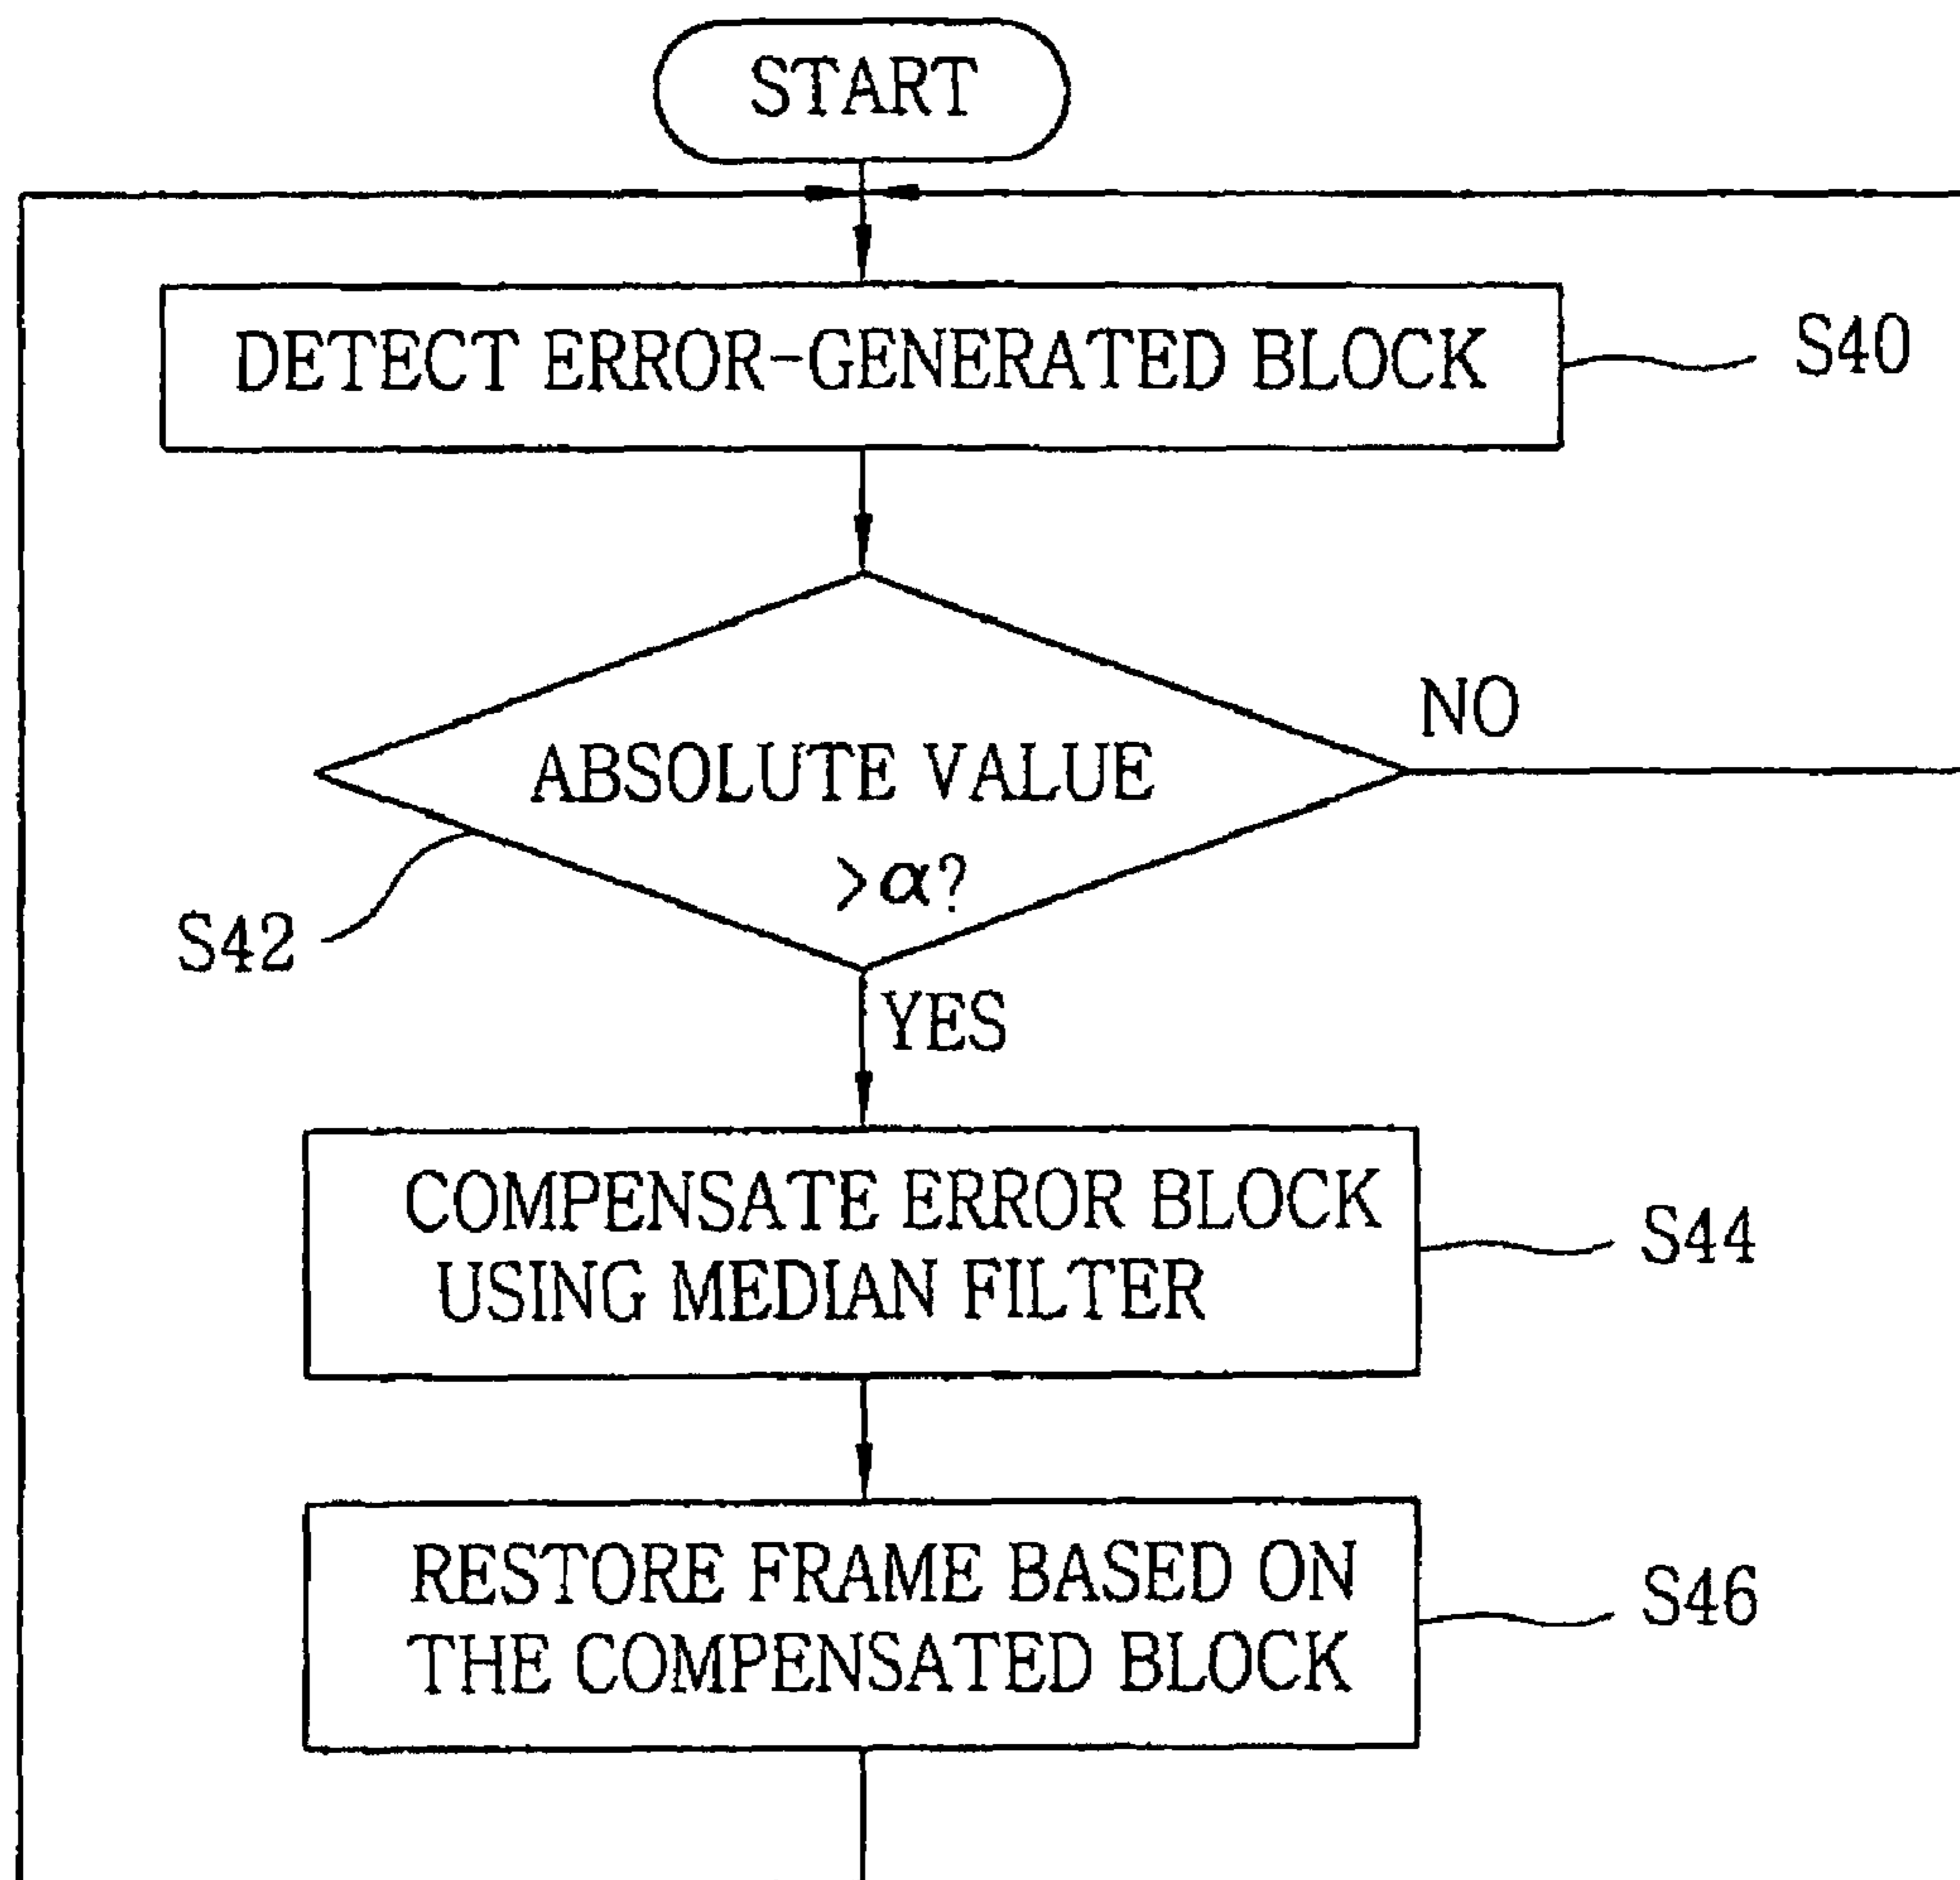 START
DETECT ERROR-GENERATED BLOCK
S40
NO
ABSOLUTE VALUE
>α?
S42
YES
COMPENSATE ERROR BLOCK
USING MEDIAN FILTER
S44
RESTORE FRAME BASED ON
THE COMPENSATED BLOCK
S46